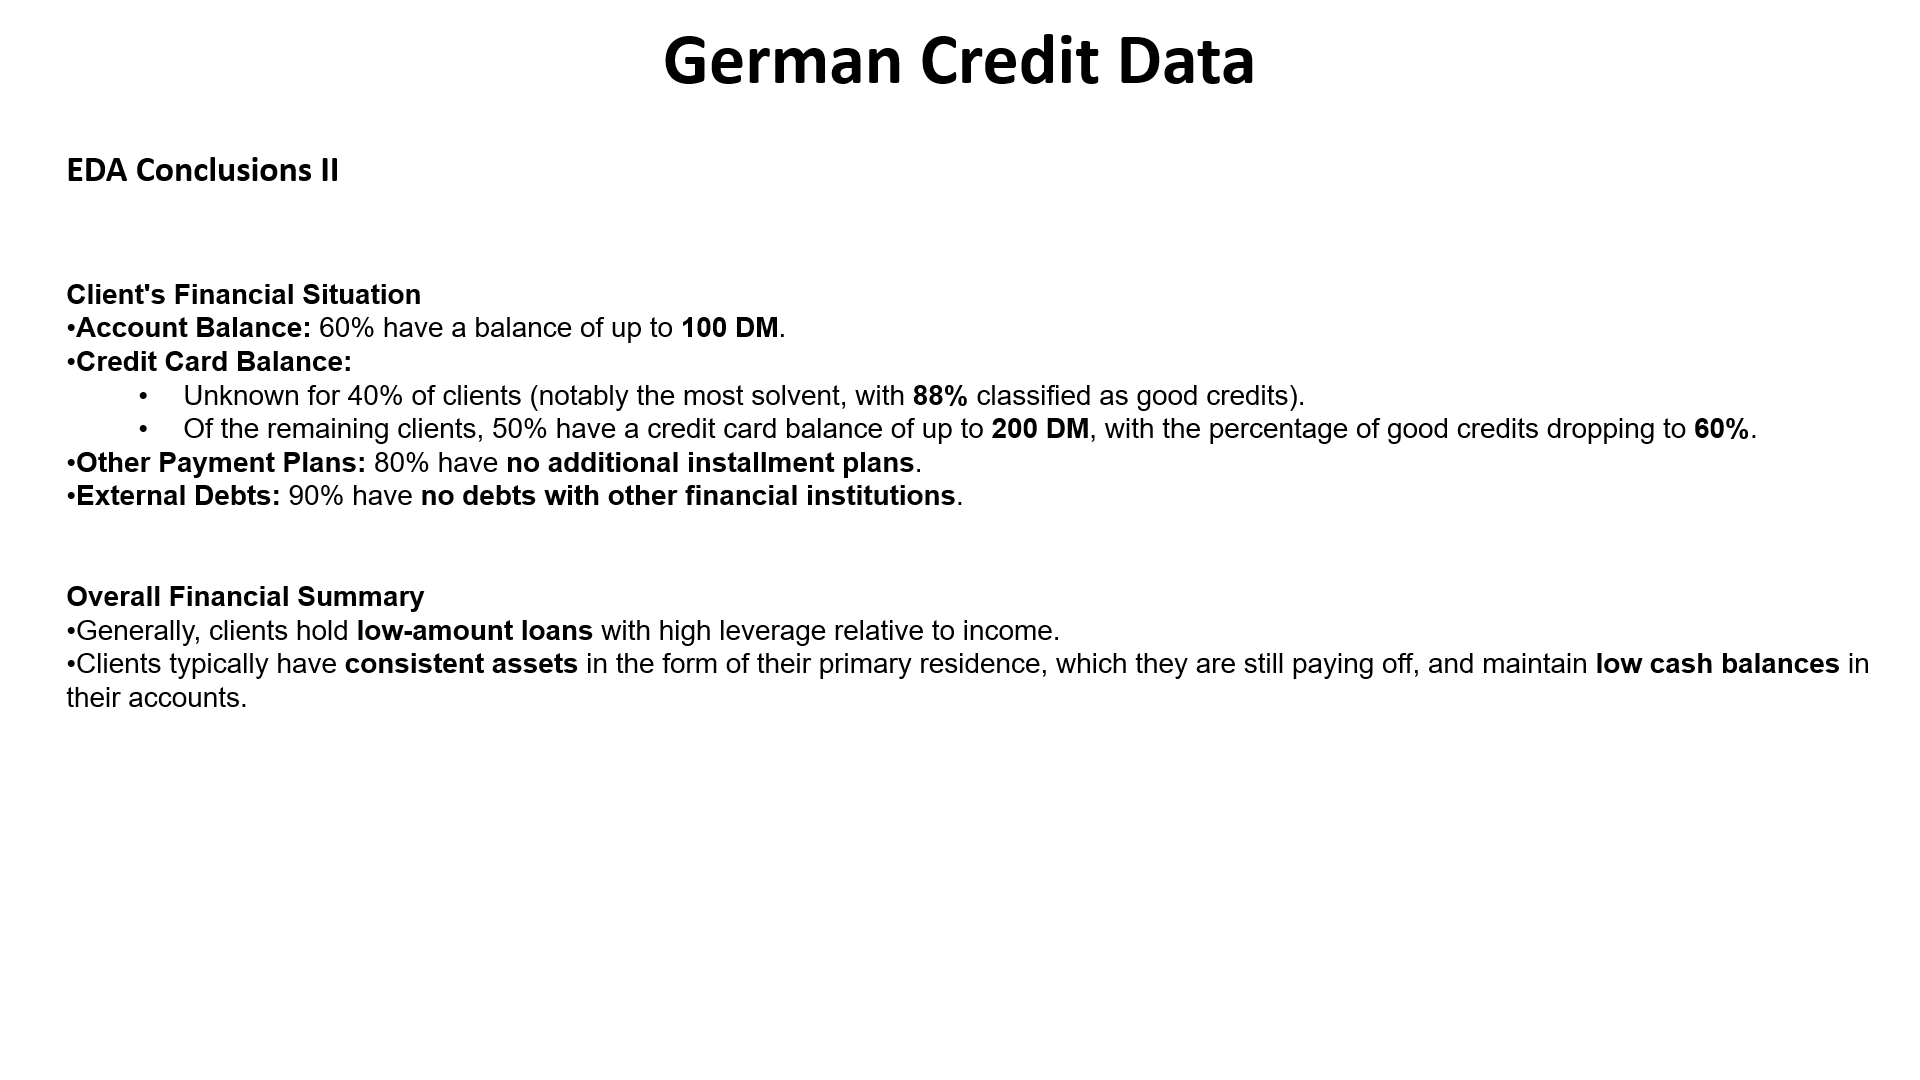 German Credit Data
EDA Conclusions II
Client's Financial Situation
•Account Balance: 60% have a balance of up to 100 DM.
•Credit Card Balance:
• Unknown for 40% of clients (notably the most solvent, with 88% classified as good credits).
• Of the remaining clients, 50% have a credit card balance of up to 200 DM, with the percentage of good credits dropping to 60%.
•Other Payment Plans: 80% have no additional installment plans.
•External Debts: 90% have no debts with other financial institutions.
Overall Financial Summary
•Generally, clients hold low-amount loans with high leverage relative to income.
•Clients typically have consistent assets in the form of their primary residence, which they are still paying off, and maintain low cash balances in
their accounts.